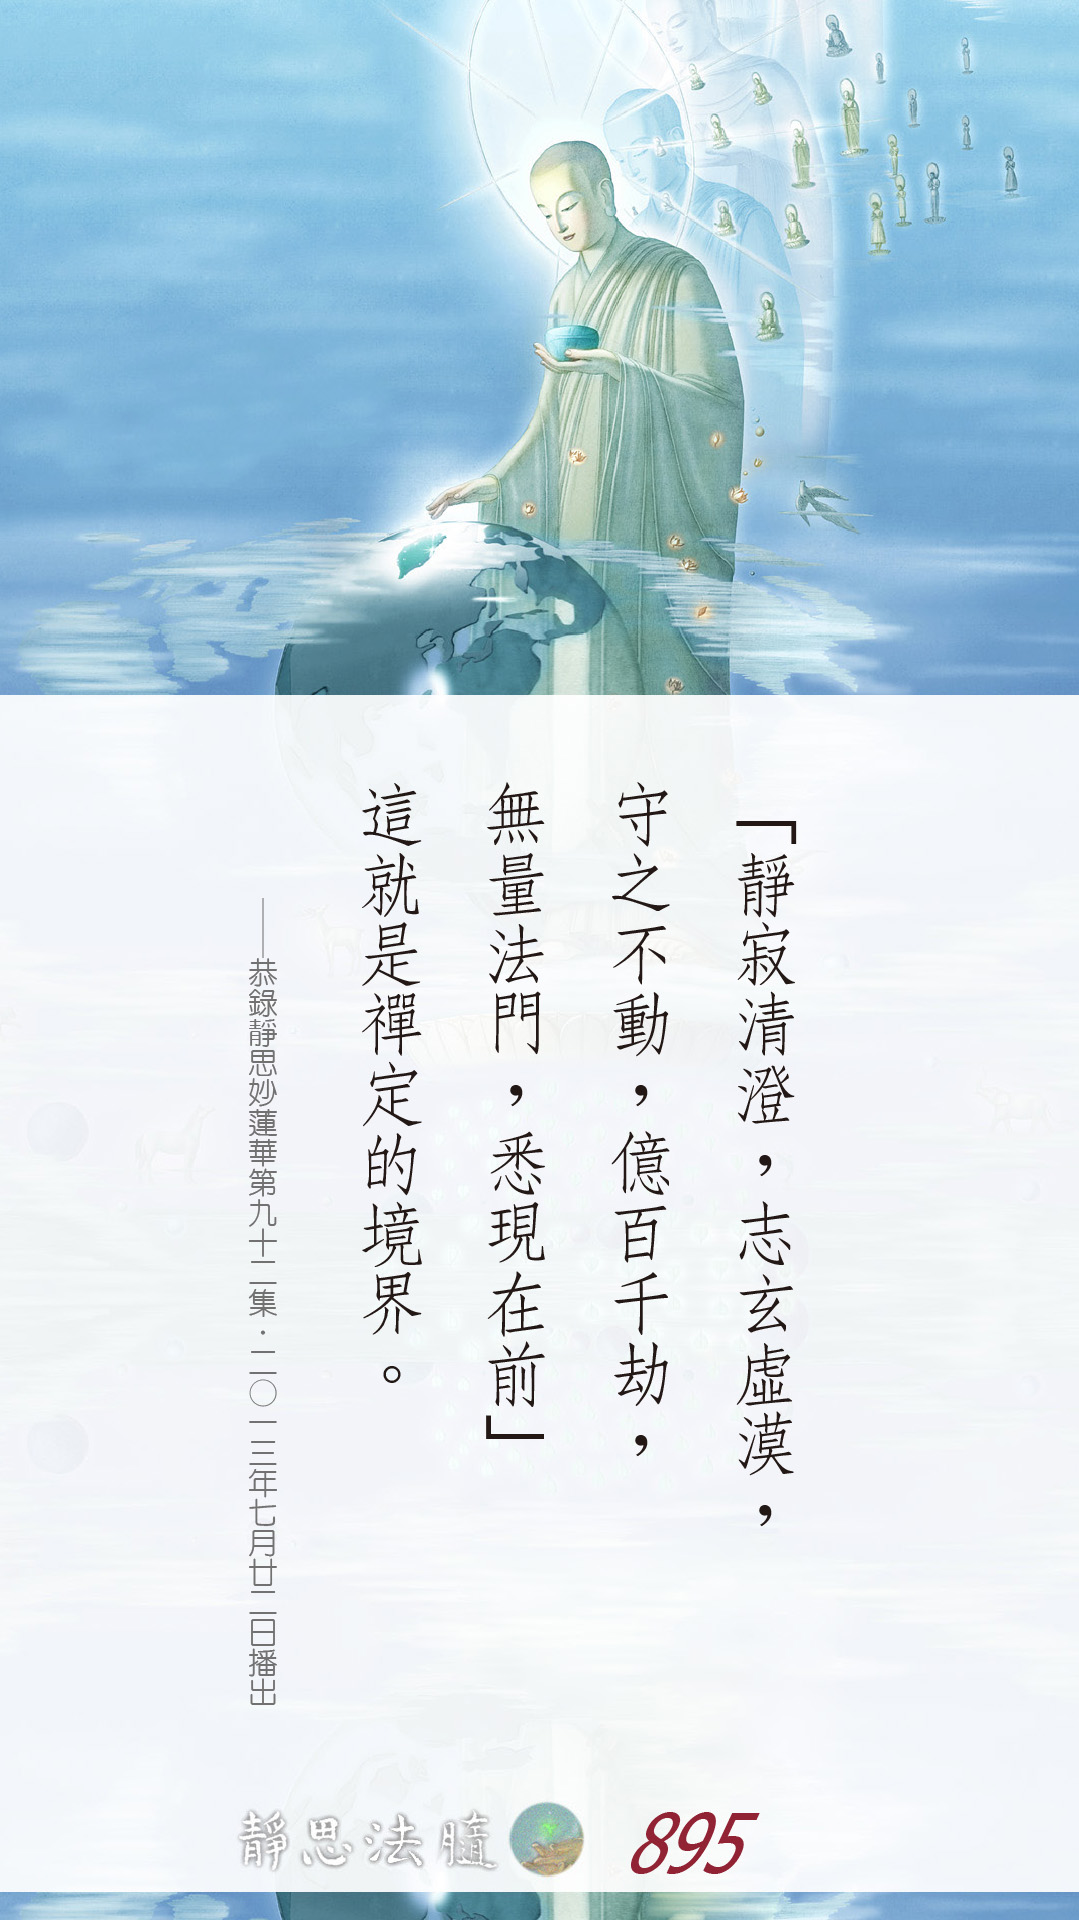 「靜寂清澄，志玄虛漠，
守之不動，億百千劫，
無量法門，悉現在前」
這就是禪定的境界。
——恭錄靜思妙蓮華第九十二集．二〇一三年七月廿二日播出
靜思法髓
895